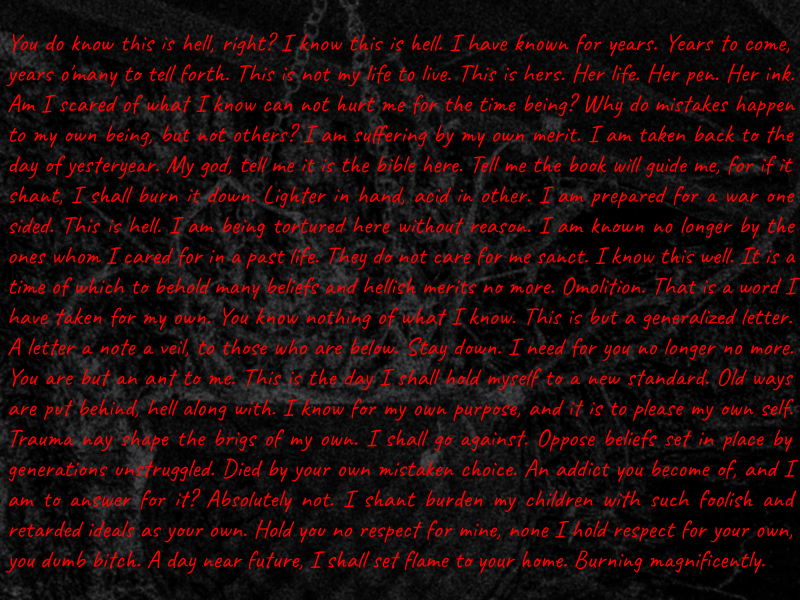 You do know this is hell, right? I know this is hell. I have known for years. Years to come,
years o'many to tell forth. This is not my life to live. This is hers. Her life. Her pen. Her ink.
Am I scared of what I know can not hurt me for the time being? Why do mistakes happen
to my own being, but not others? I am suffering by my own merit. I am taken back to the
day of yesteryear. My god, tell me it is the bible here. Tell me the book will guide me, for if it
shant, I shall burn it down. Lighter in hand, acid in other. I am prepared for a war one
sided. This is hell. I am being tortured here without reason. I am known no longer by the
ones whom I cared for in a past life. They do not care for me sanct. I know this well. It is a
time of which to behold many beliefs and hellish merits no more. Omolition. That is a word I
have taken for my own. You know nothing of what I know. This is but a generalized letter.
A letter a note a veil, to those who are below. Stay down. I need for you no longer no more.
You are but an ant to me. This is the day I shall hold myself to a new standard. Old ways
are put behind, hell along with. I know for my own purpose, and it is to please my own self.
Trauma nay shape the brigs of my own. I shall go against. Oppose beliefs set in place by
generations unstruggled. Died by your own mistaken choice. An addict you become of, and I
am to answer for it? Absolutely not. I shant burden my children with such foolish and
retarded ideals as your own. Hold you no respect for mine, none I hold respect for your own,
you dumb bitch. A day near future, I shall set flame to your home. Burning magnificently.